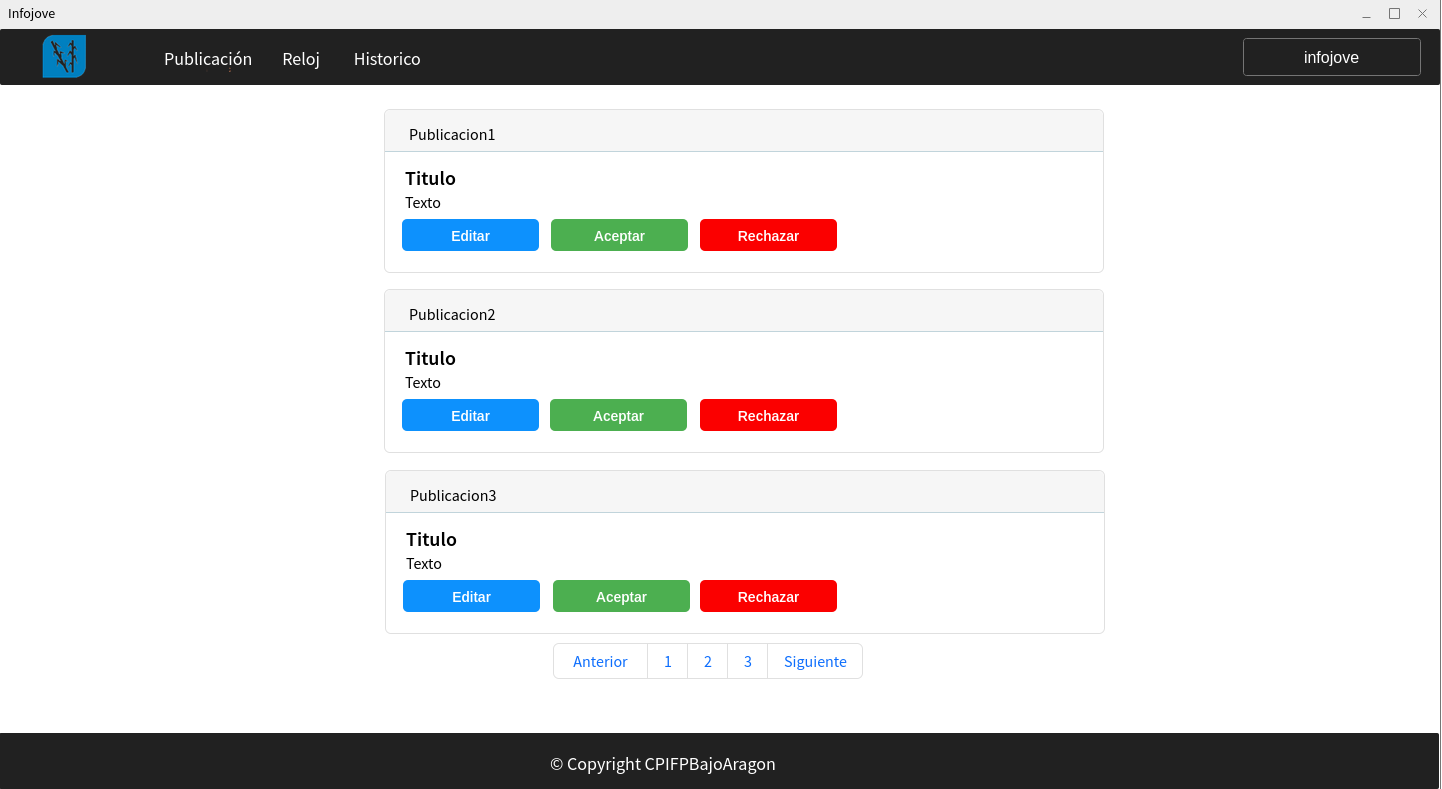 Infojove
Publicación Reloj Historico infojove
Publicacion1
Titulo
Texto
Editar Aceptar Rechazar
Publicacion2
Titulo
Texto
Editar Aceptar Rechazar
Publicacion3
Titulo
Texto
Editar Aceptar Rechazar
Anterior 1 2 3 Siguiente
© Copyright CPIFPBajoAragon